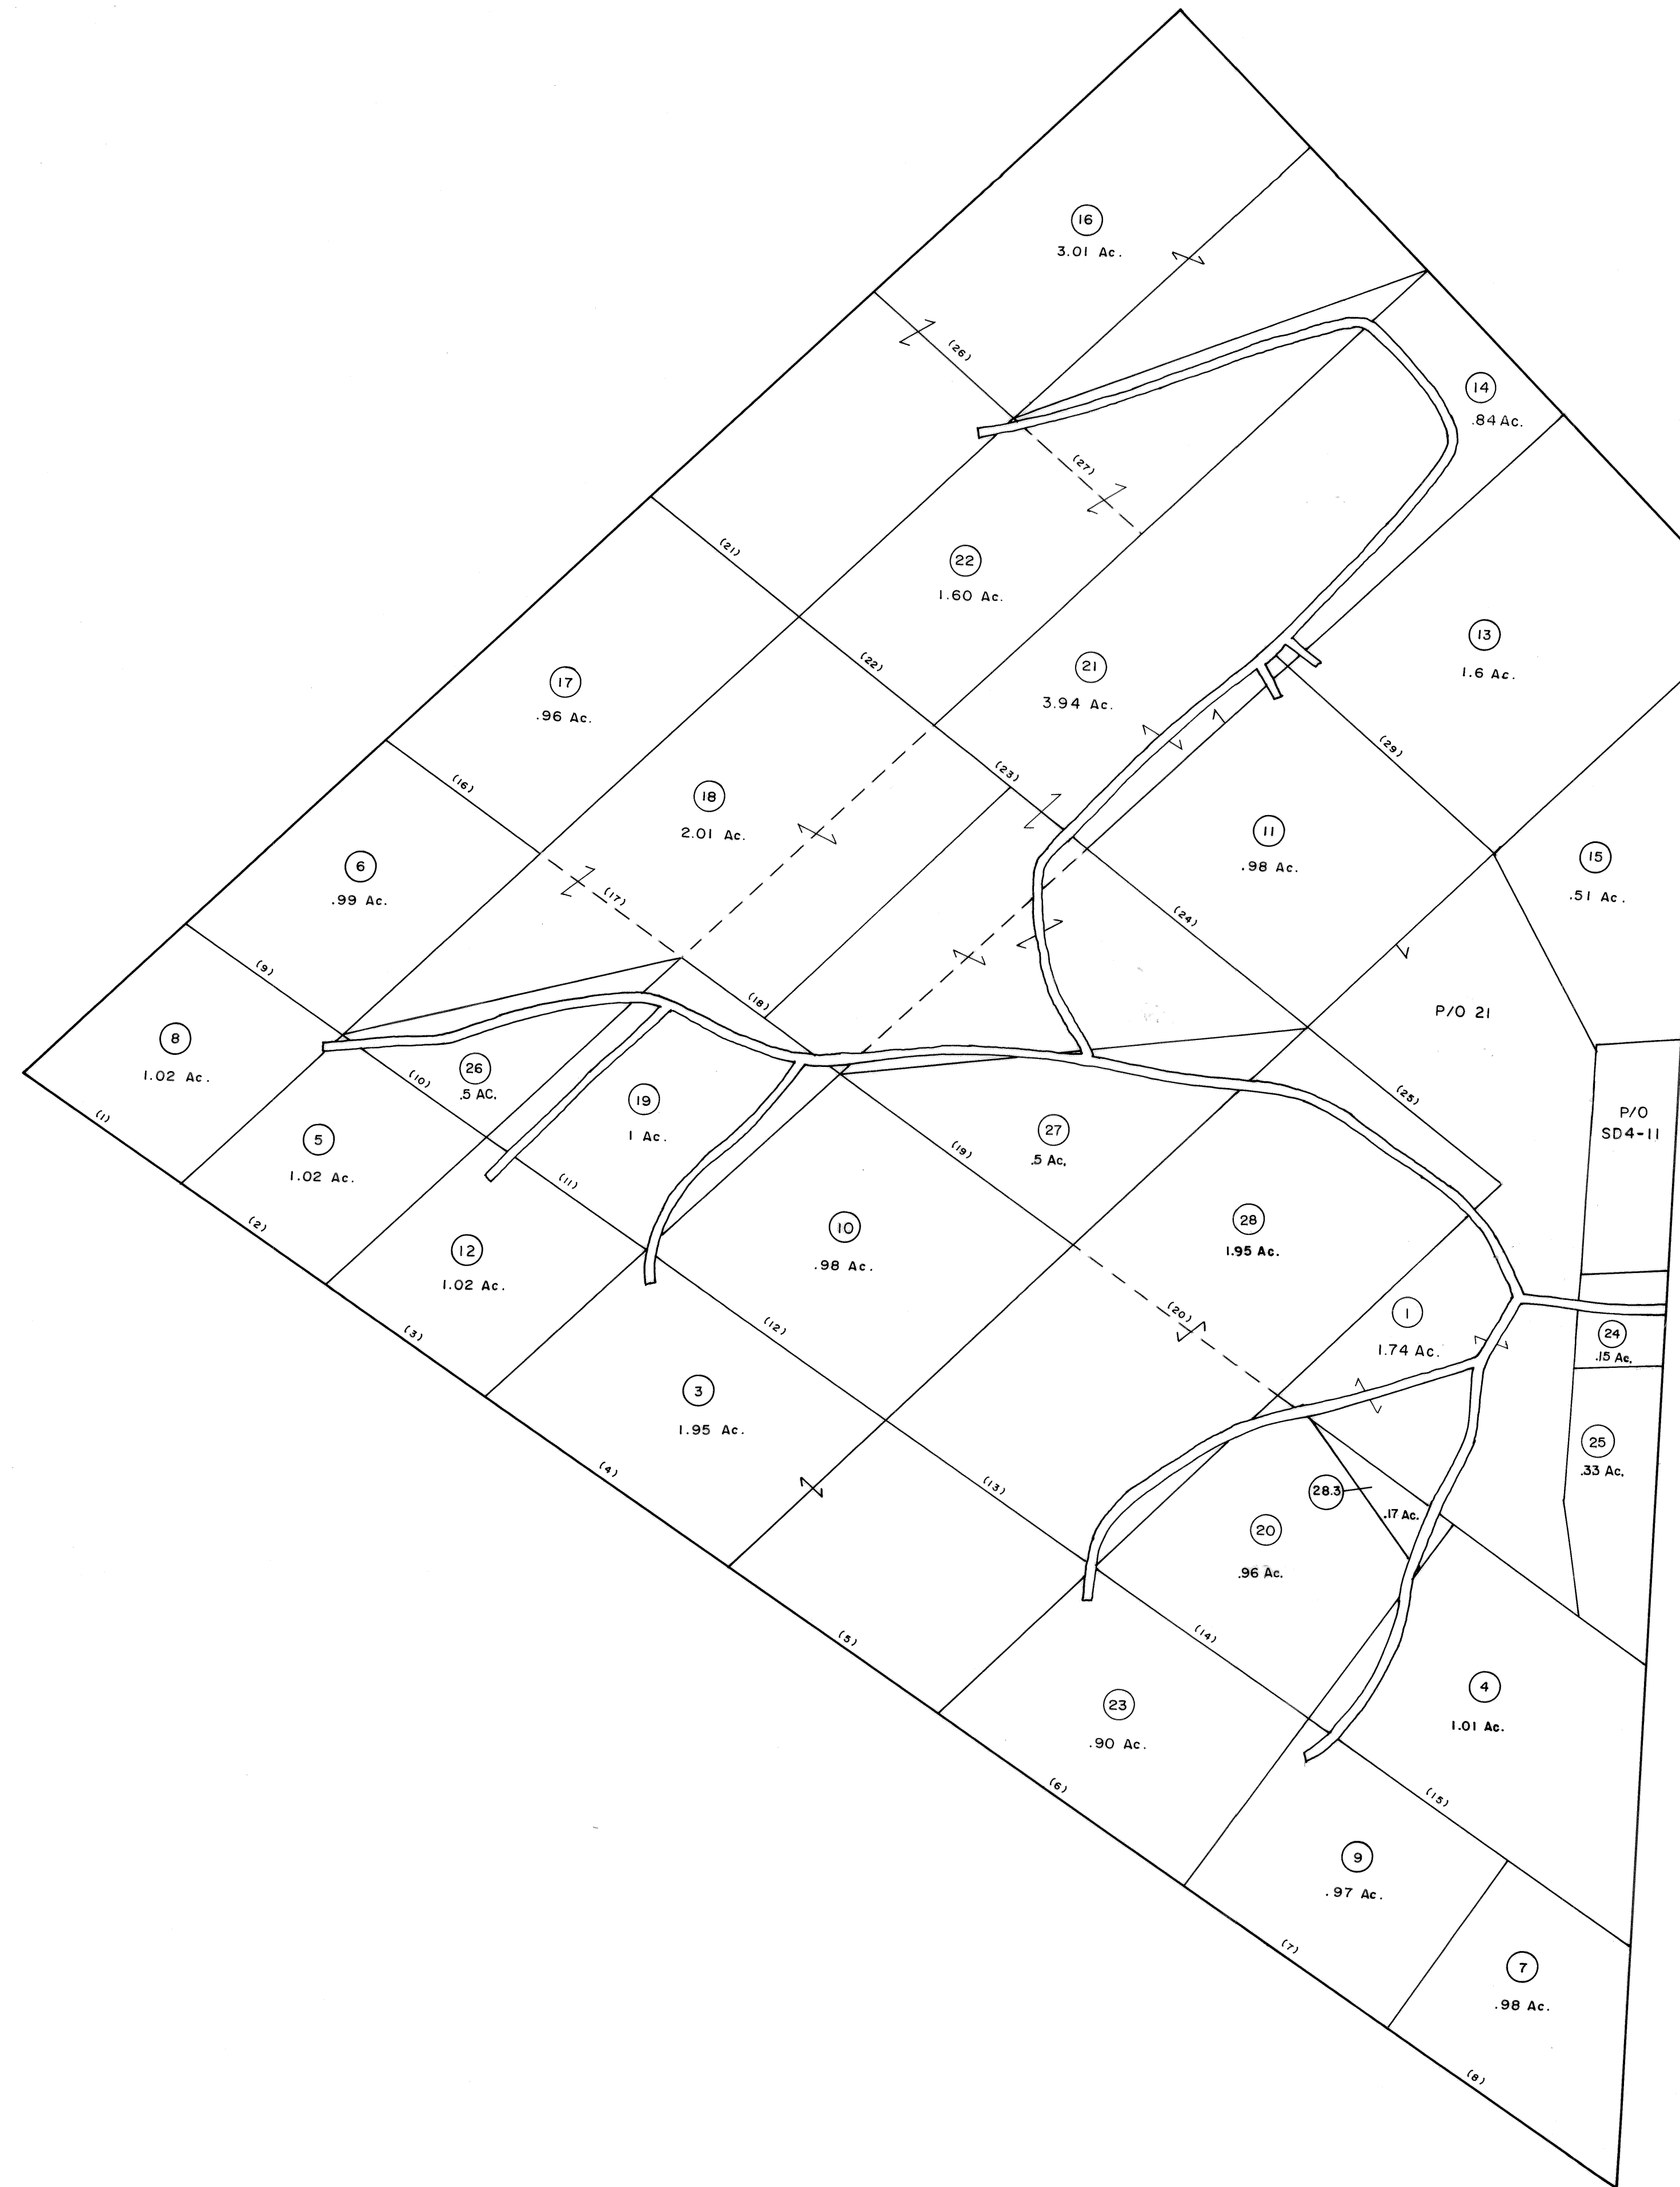 16
3.01 Ac.
(26)
14
.84 Ac.
(27)
(21)
22
1.60 Ac.
13
1.6 Ac.
(22)
21
3.94 Ac.
17
.96 Ac.
(29)
(23)
(16)
18
2.01 Ac.
11
.98 Ac.
15
.51 Ac.
6
.99 Ac.
(17)
(24)
(9)
(18)
P/O 21
8
1.02 Ac.
26
.5 AC.
(10)
19
1 Ac.
(25)
P/O
SD4-11
(1)
5
1.02 Ac.
27
.5 Ac.
(19)
(11)
(2)
10
.98 Ac.
28
1.95 Ac.
12
1.02 Ac.
(20)
1
1.74 Ac.
24
.15 Ac.
(3)
(12)
3
1.95 Ac.
25
.33 Ac.
(4)
(13)
28.3
.17 Ac.
20
.96 Ac.
(5)
(14)
4
1.01 Ac.
23
.90 Ac.
(6)
(15)
9
.97 Ac.
(7)
7
.98 Ac.
(8)